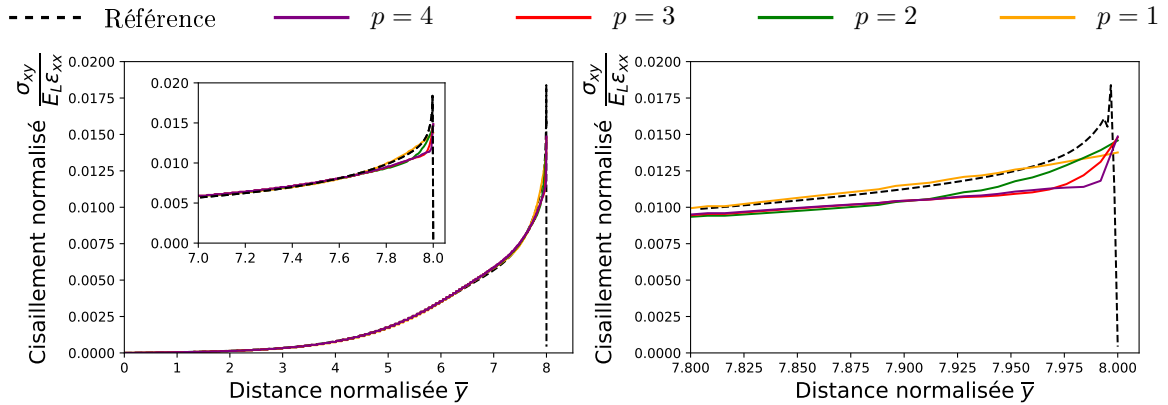 Référence p = 4 p = 3 p = 2 p = 1
Cisaillement normalisé σxy / EL εxx
0.0200
0.0175
0.0150
0.0125
0.0100
0.0075
0.0050
0.0025
0.0000
0 1 2 3 4 5 6 7 8
Distance normalisée y̅
0.020
0.015
0.010
0.005
0.000
7.0 7.2 7.4 7.6 7.8 8.0
Cisaillement normalisé σxy / EL εxx
0.0200
0.0175
0.0150
0.0125
0.0100
0.0075
0.0050
0.0025
0.0000
7.800 7.825 7.850 7.875 7.900 7.925 7.950 7.975 8.000
Distance normalisée y̅